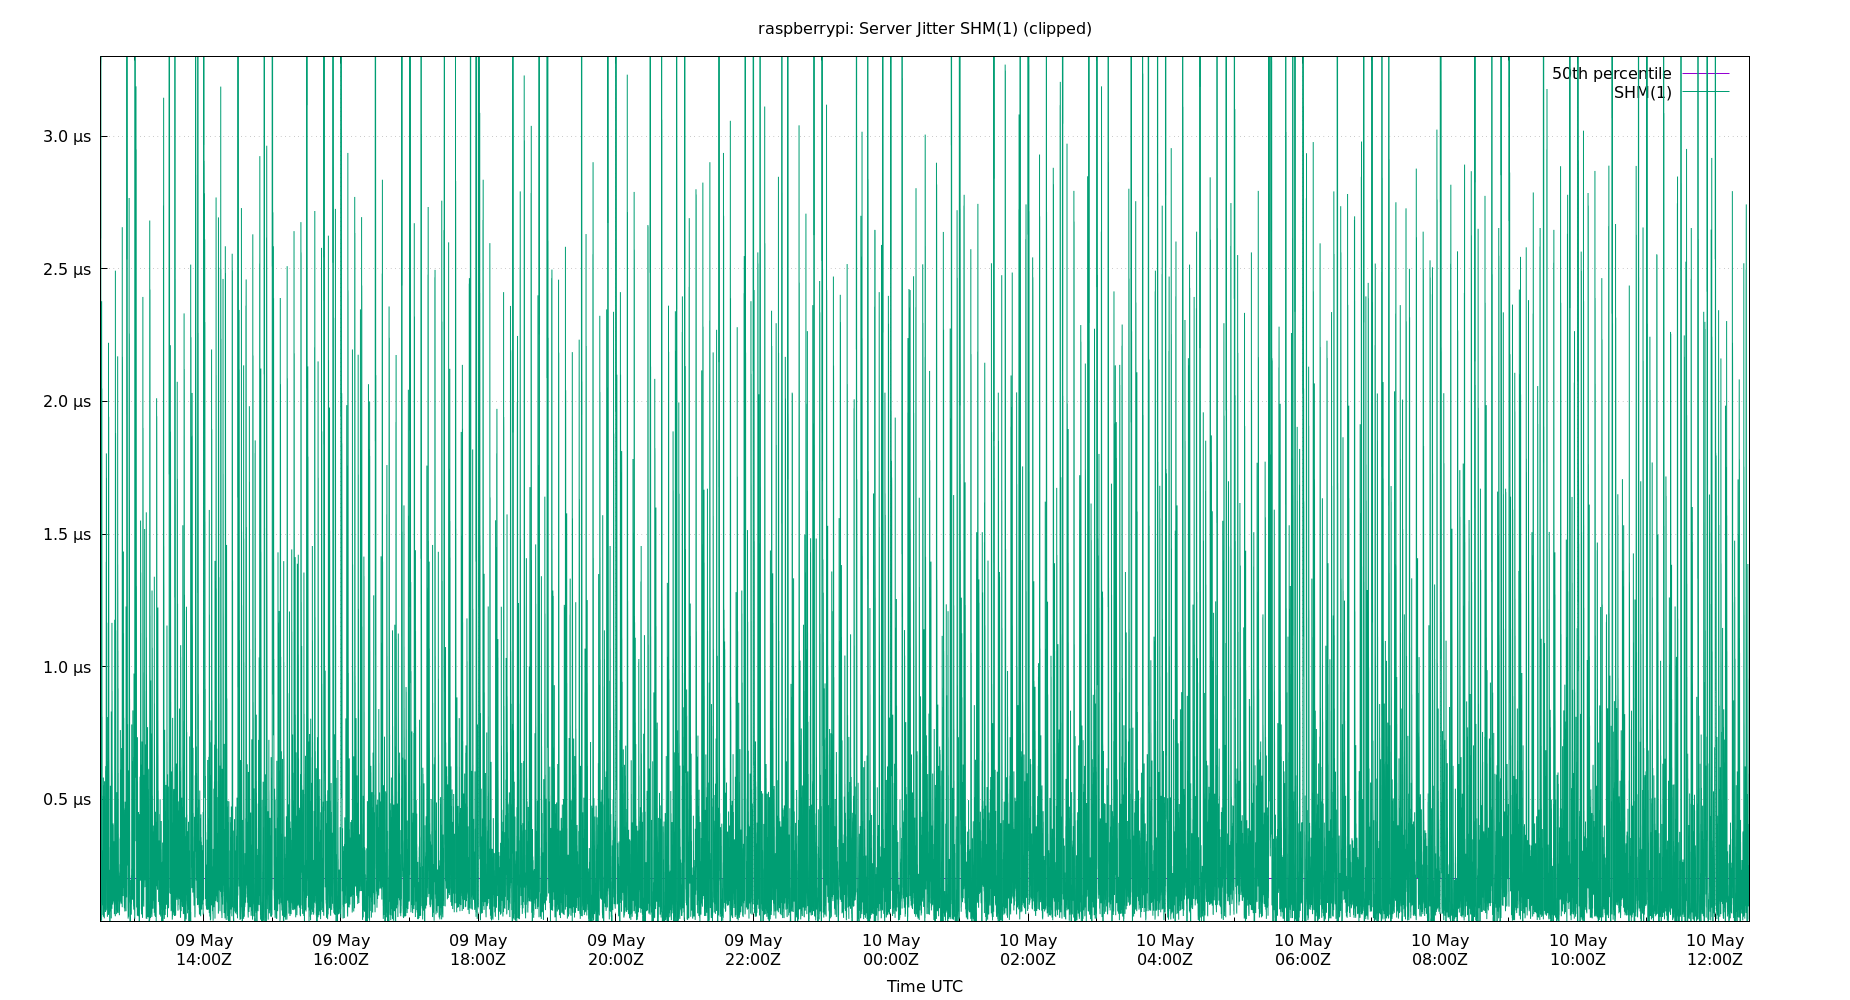 raspberrypi: Server Jitter SHM(1) (clipped)
50th percentile
SHM(1)
3.0 µs
2.5 µs
2.0 µs
1.5 µs
1.0 µs
0.5 µs
09 May 09 May 09 May 09 May 09 May 10 May 10 May 10 May 10 May 10 May 10 May 10 May
14:00Z 16:00Z 18:00Z 20:00Z 22:00Z 00:00Z 02:00Z 04:00Z 06:00Z 08:00Z 10:00Z 12:00Z
Time UTC